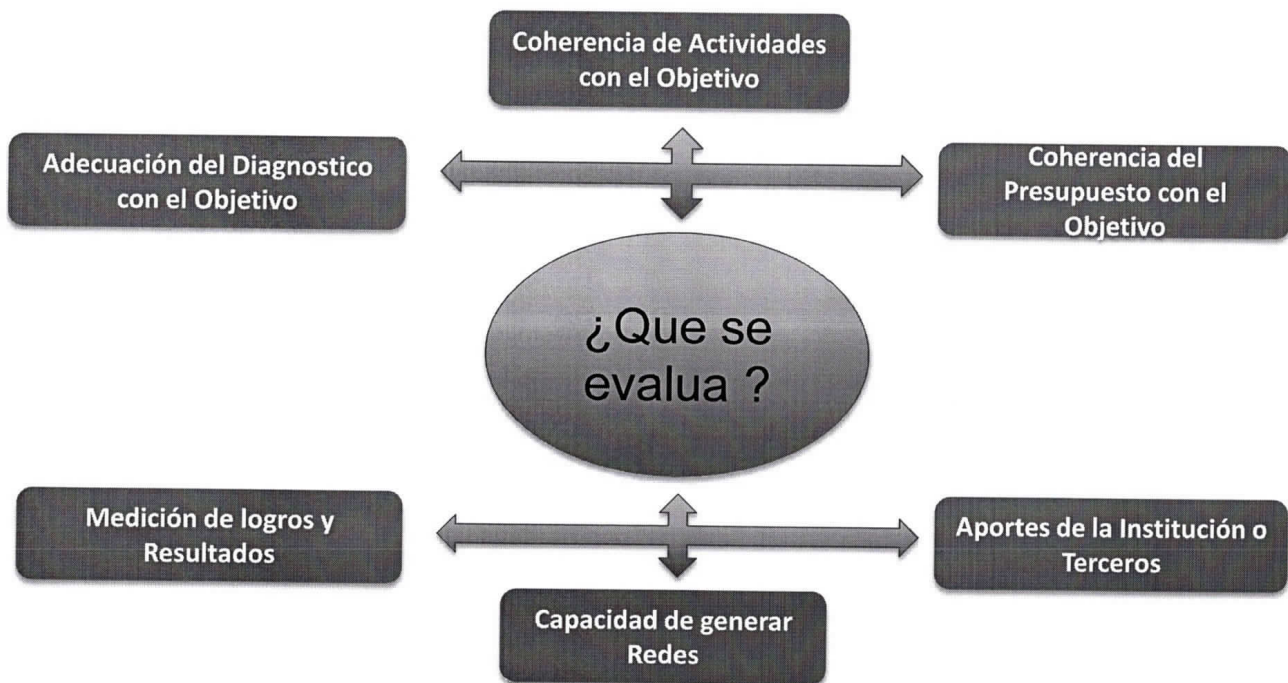 Coherencia de Actividades
con el Objetivo
Adecuación del Diagnostico
con el Objetivo
Coherencia del
Presupuesto con el
Objetivo
¿Que se
evalua ?
Medición de logros y
Resultados
Aportes de la Institución o
Terceros
Capacidad de generar
Redes